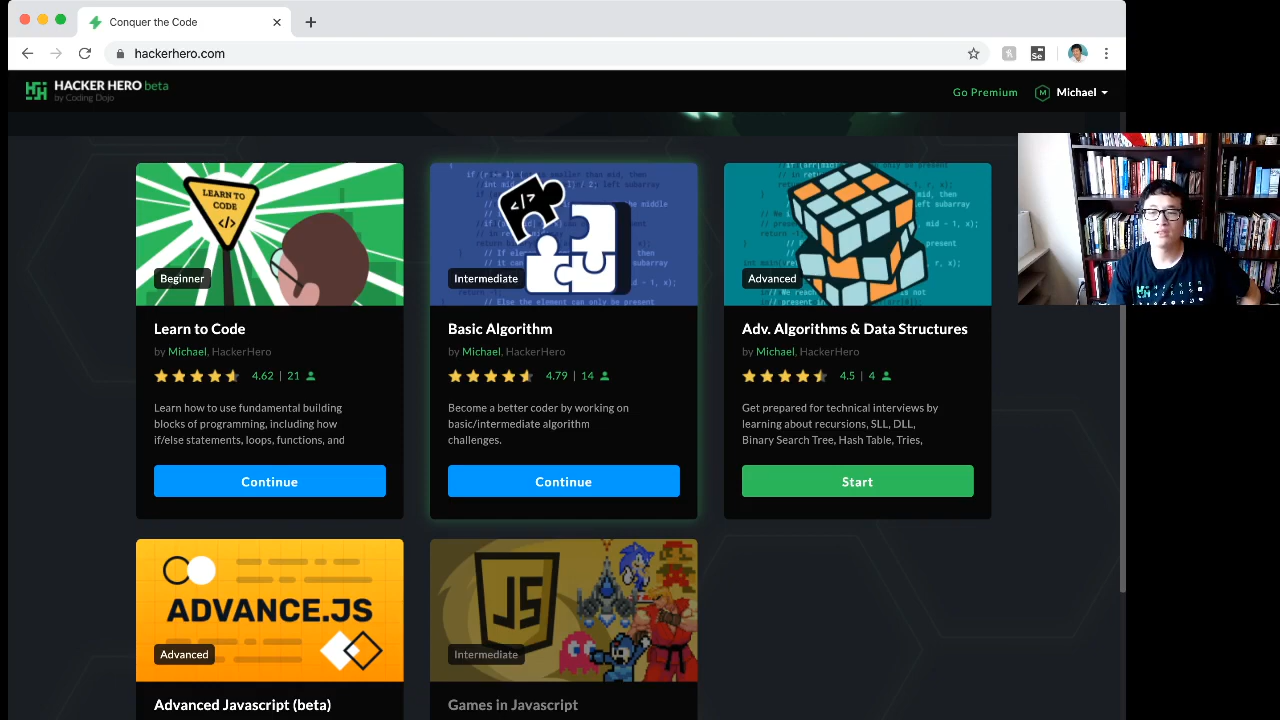 Conquer the Code
hackerhero.com
Se
HACKER HERO beta
by Coding Dojo
Go Premium
M
Michael
LEARN TO
CODE
</>
Beginner
Learn to Code
by Michael, HackerHero
4.62 | 21
Learn how to use fundamental building
blocks of programming, including how
if/else statements, loops, functions, and
Continue
</>
Intermediate
Basic Algorithm
by Michael, HackerHero
4.79 | 14
Become a better coder by working on
basic/intermediate algorithm
challenges.
Continue
Advanced
Adv. Algorithms & Data Structures
by Michael, HackerHero
4.5 | 4
Get prepared for technical interviews by
learning about recursions, SLL, DLL,
Binary Search Tree, Hash Table, Tries,
Start
ADVANCE.JS
Advanced
Advanced Javascript (beta)
JS
Intermediate
Games in Javascript